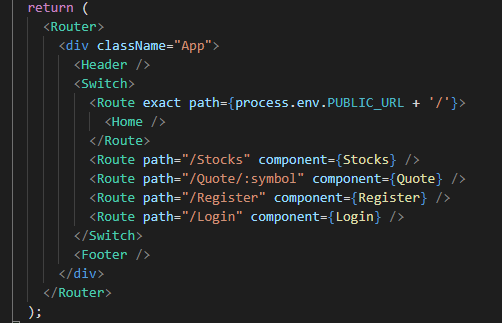 return (
<Router>
<div className="App">
<Header />
<Switch>
<Route exact path={process.env.PUBLIC_URL + '/'}>
<Home />
</Route>
<Route path="/Stocks" component={Stocks} />
<Route path="/Quote/:symbol" component={Quote} />
<Route path="/Register" component={Register} />
<Route path="/Login" component={Login} />
</Switch>
<Footer />
</div>
</Router>
);